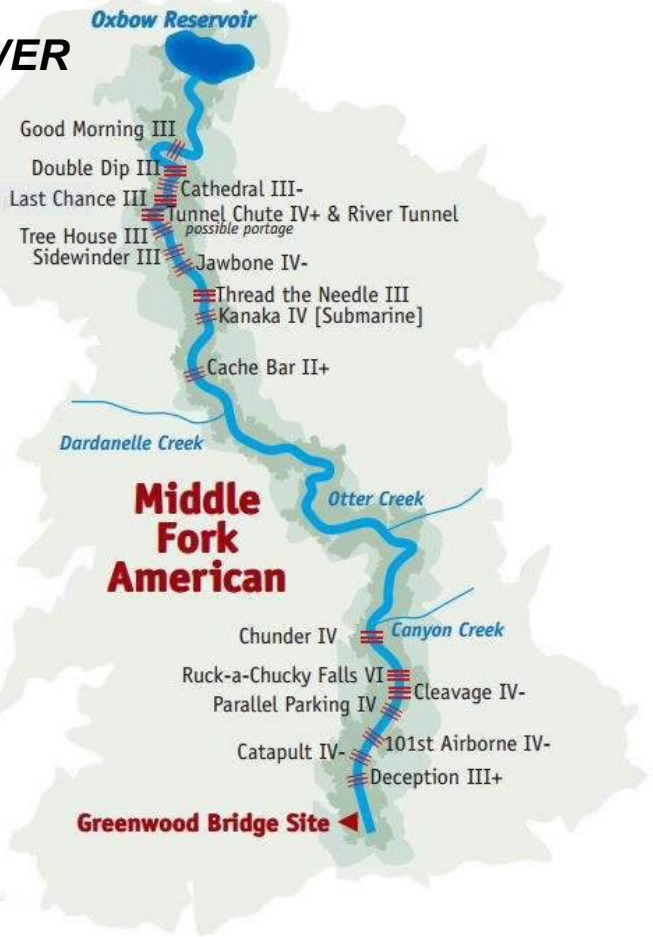 Oxbow Reservoir
VER
Good Morning III
Double Dip III
Cathedral III-
Last Chance III
Tunnel Chute IV+ & River Tunnel
possible portage
Tree House III
Sidewinder III
Jawbone IV-
Thread the Needle III
Kanaka IV [Submarine]
Cache Bar II+
Dardanelle Creek
Middle
Fork
American
Otter Creek
Chunder IV
Canyon Creek
Ruck-a-Chucky Falls VI
Cleavage IV-
Parallel Parking IV
101st Airborne IV-
Catapult IV-
Deception III+
Greenwood Bridge Site